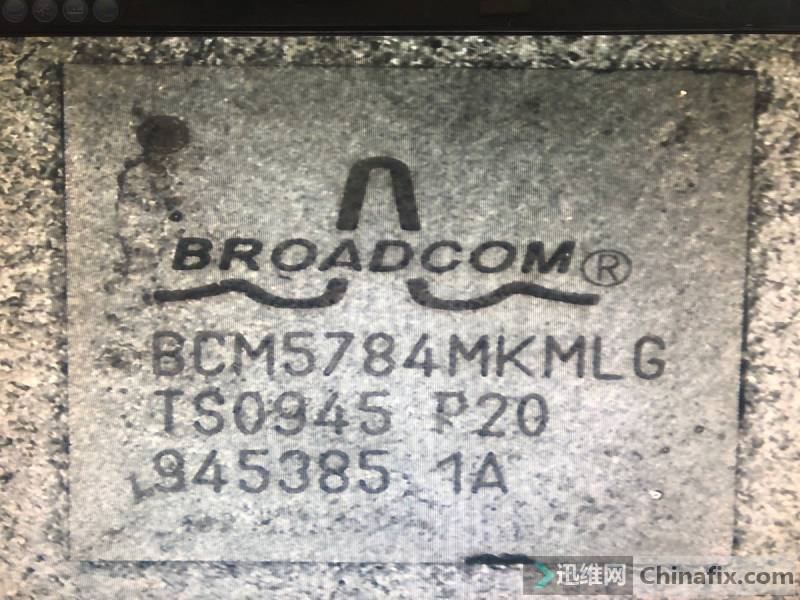 BROADCOM®
BCM5784MKMLG
TS0945 P20
945385 1A
迅维网 Chinafix.com